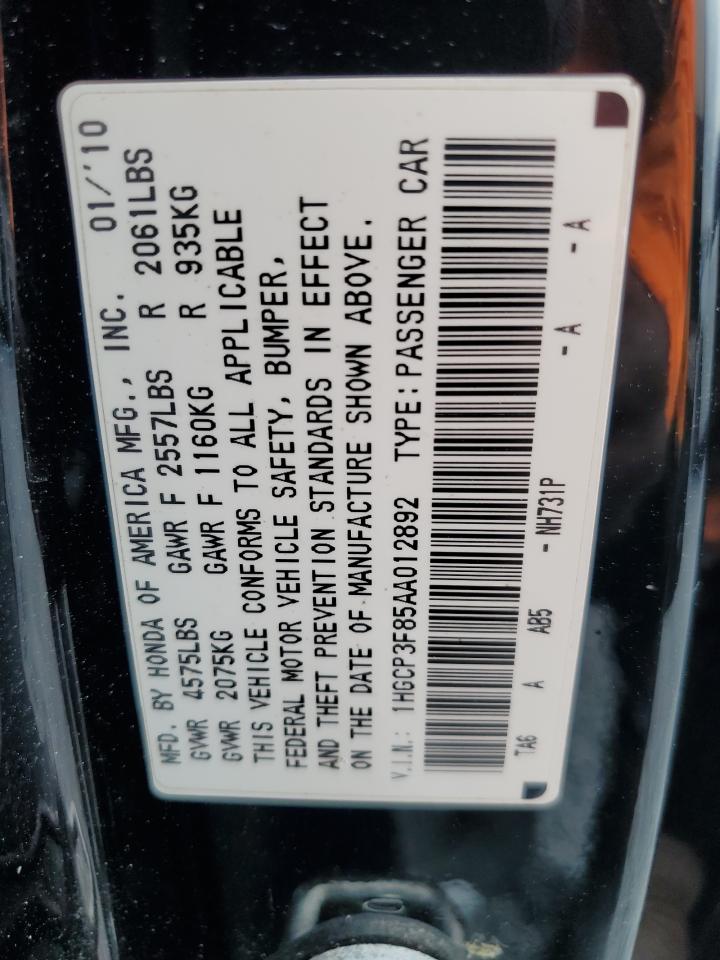 MFD. BY HONDA OF AMERICA MFG., INC. 01/'10
GVWR 4575LBS GAWR F 2557LBS R 2061LBS
GVWR 2075KG GAWR F 1160KG R 935KG
THIS VEHICLE CONFORMS TO ALL APPLICABLE
FEDERAL MOTOR VEHICLE SAFETY, BUMPER,
AND THEFT PREVENTION STANDARDS IN EFFECT
ON THE DATE OF MANUFACTURE SHOWN ABOVE.
V.I.N.: 1HGCP3F85AA012892 TYPE: PASSENGER CAR
TA6 A AB5 - NH731P - A - A